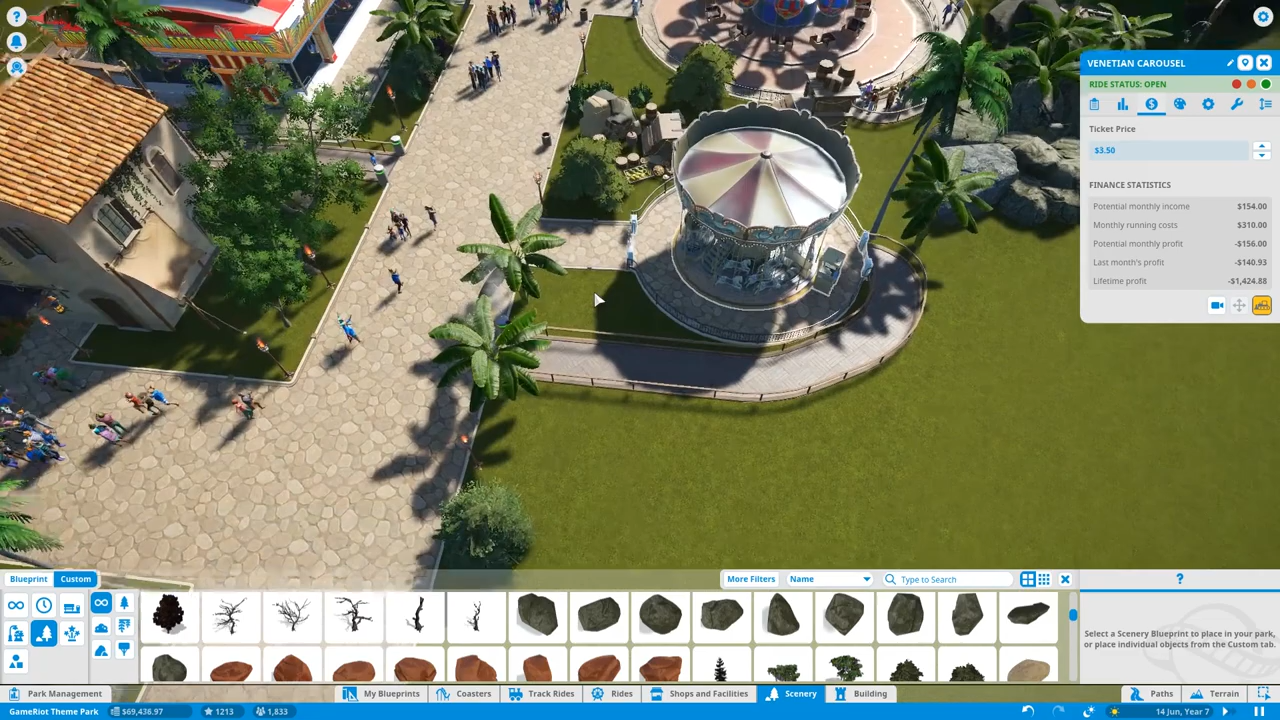 VENETIAN CAROUSEL
RIDE STATUS: OPEN
Ticket Price
$3.50
FINANCE STATISTICS
Potential monthly income $154.00
Monthly running costs $310.00
Potential monthly profit -$156.00
Last month's profit -$140.93
Lifetime profit -$1,424.88
Blueprint Custom
More Filters Name Type to Search
?
Select a Scenery Blueprint to place in your park,
or place individual objects from the Custom tab.
Park Management My Blueprints Coasters Track Rides Rides Shops and Facilities Scenery Building Paths Terrain
GameRiot Theme Park $69,436.97 1213 1,833 14 Jun, Year 7